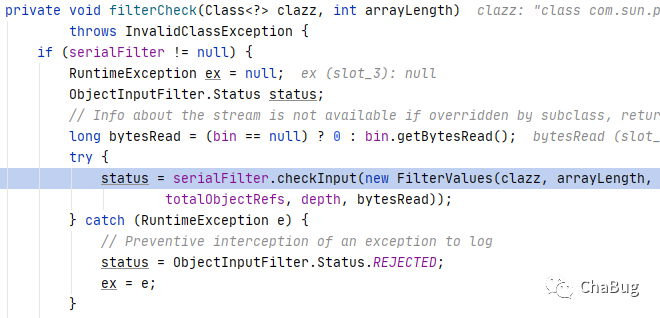 private void filterCheck(Class<?> clazz, int arrayLength)  clazz: "class com.sun.p
throws InvalidClassException {
if (serialFilter != null) {
RuntimeException ex = null;  ex (slot_3): null
ObjectInputFilter.Status status;
// Info about the stream is not available if overridden by subclass, retur
long bytesRead = (bin == null) ? 0 : bin.getBytesRead();  bytesRead (slot_
try {
status = serialFilter.checkInput(new FilterValues(clazz, arrayLength,
totalObjectRefs, depth, bytesRead));
} catch (RuntimeException e) {
// Preventive interception of an exception to log
status = ObjectInputFilter.Status.REJECTED;
ex = e;
}
ChaBug